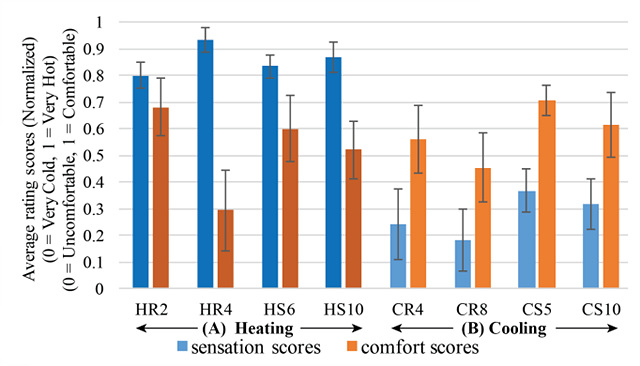 Average rating scores (Normalized)
(0 = Very Cold, 1 = Very Hot)
(0 = Uncomfortable, 1 = Comfortable)
1
0.9
0.8
0.7
0.6
0.5
0.4
0.3
0.2
0.1
0
HR2 HR4 HS6 HS10 CR4 CR8 CS5 CS10
(A) Heating (B) Cooling
sensation scores comfort scores